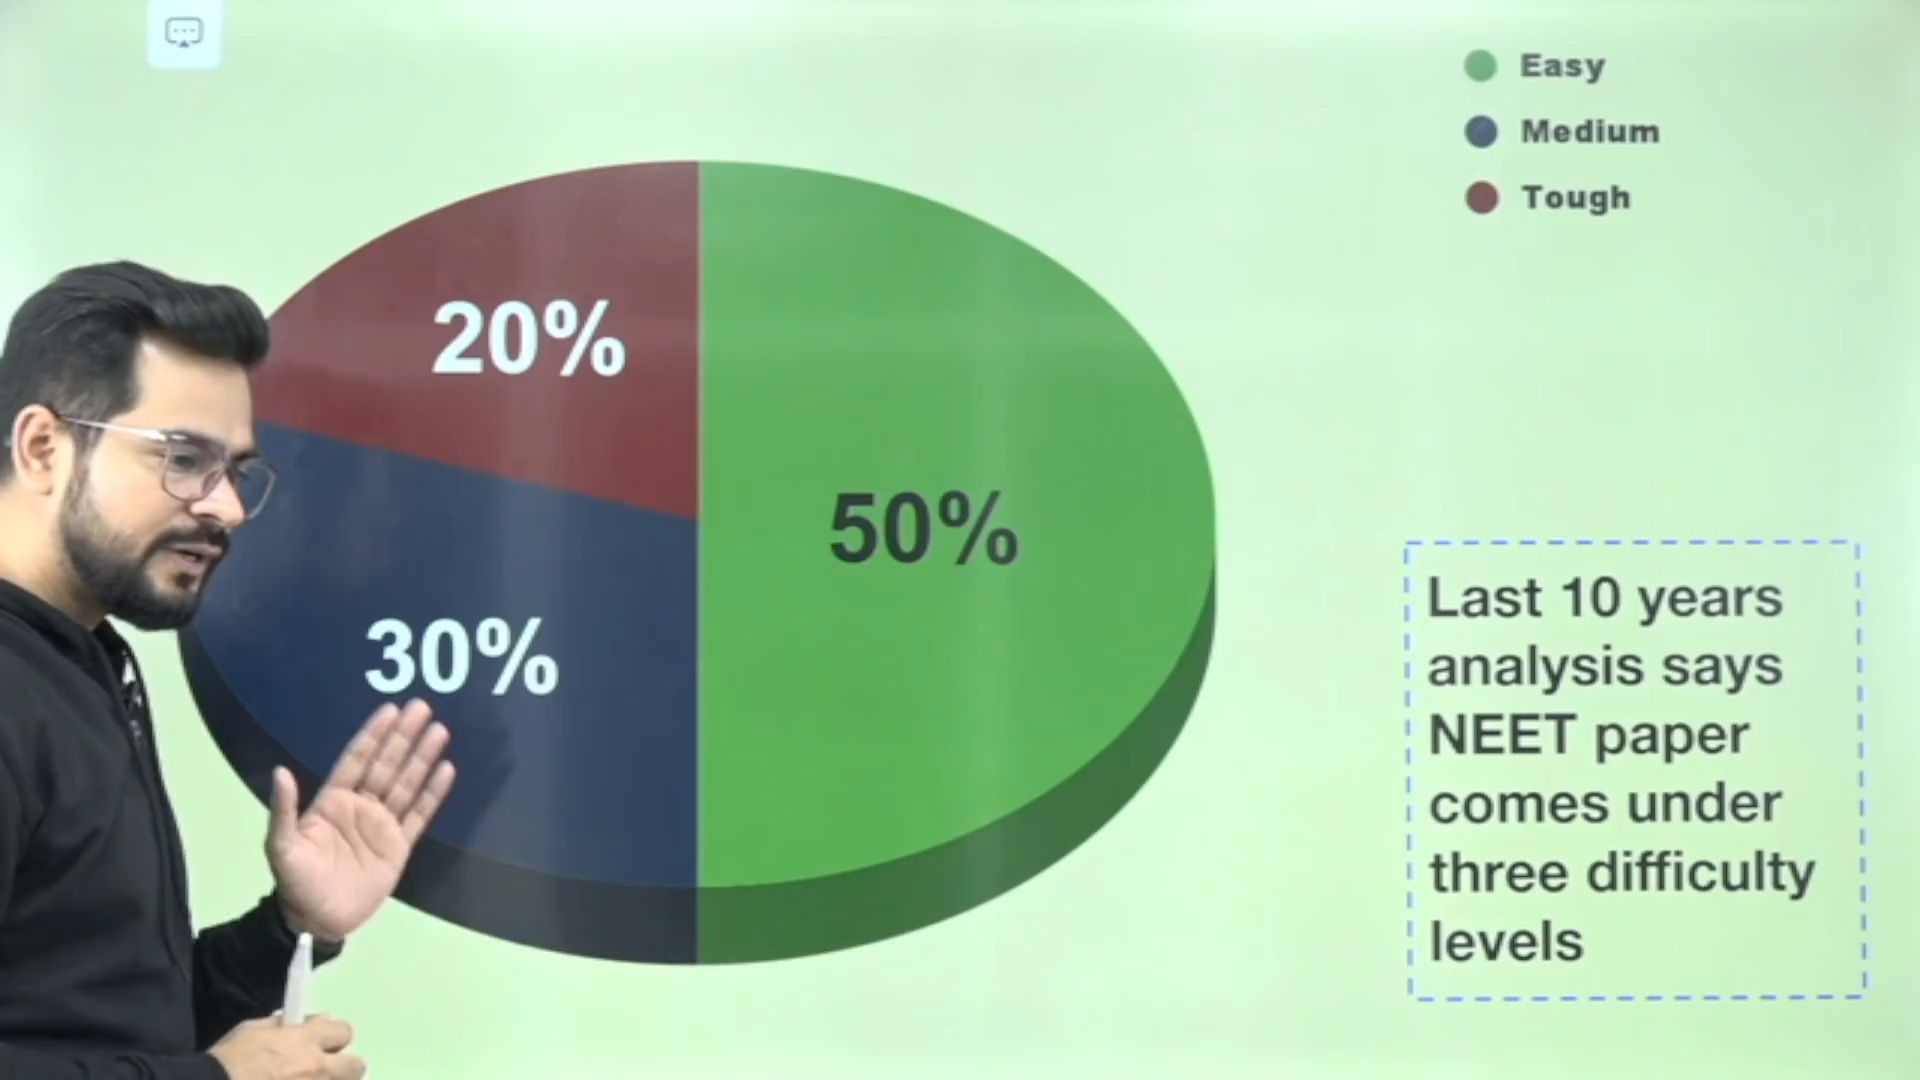 Easy
Medium
Tough
20%
50%
30%
Last 10 years
analysis says
NEET paper
comes under
three difficulty
levels